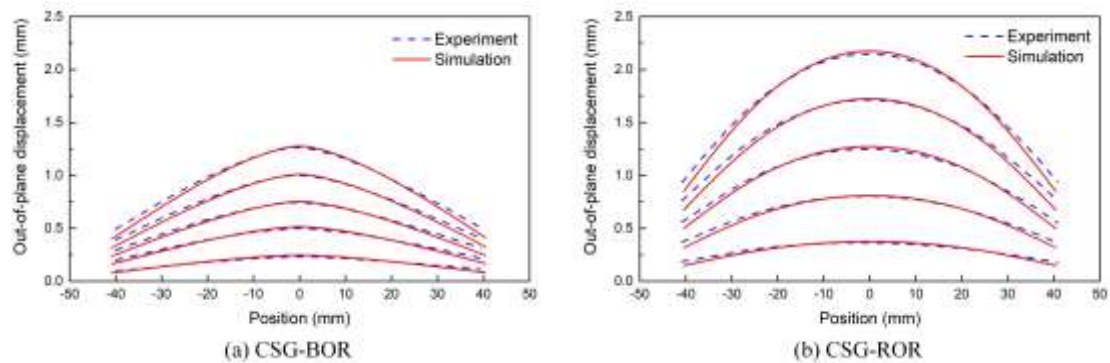 2.5
2.0
1.5
1.0
0.5
0.0
Out-of-plane displacement (mm)
Experiment
Simulation
-50 -40 -30 -20 -10 0 10 20 30 40 50
Position (mm)
(a) CSG-BOR
2.5
2.0
1.5
1.0
0.5
0.0
Out-of-plane displacement (mm)
Experiment
Simulation
-50 -40 -30 -20 -10 0 10 20 30 40 50
Position (mm)
(b) CSG-ROR